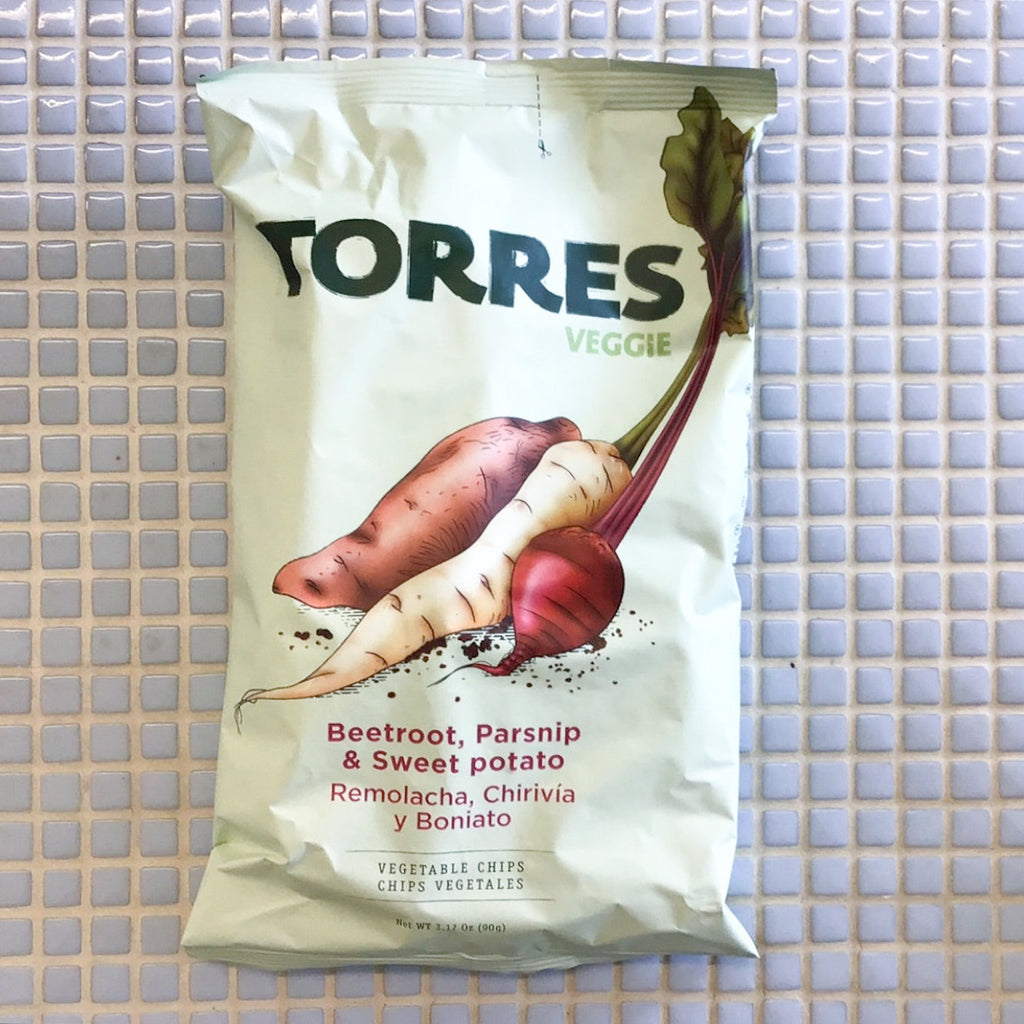 TORRES
VEGGIE
Beetroot, Parsnip
& Sweet potato
Remolacha, Chirivía
y Boniato
VEGETABLE CHIPS
CHIPS VEGETALES
Net WT 3.17 Oz (90g)